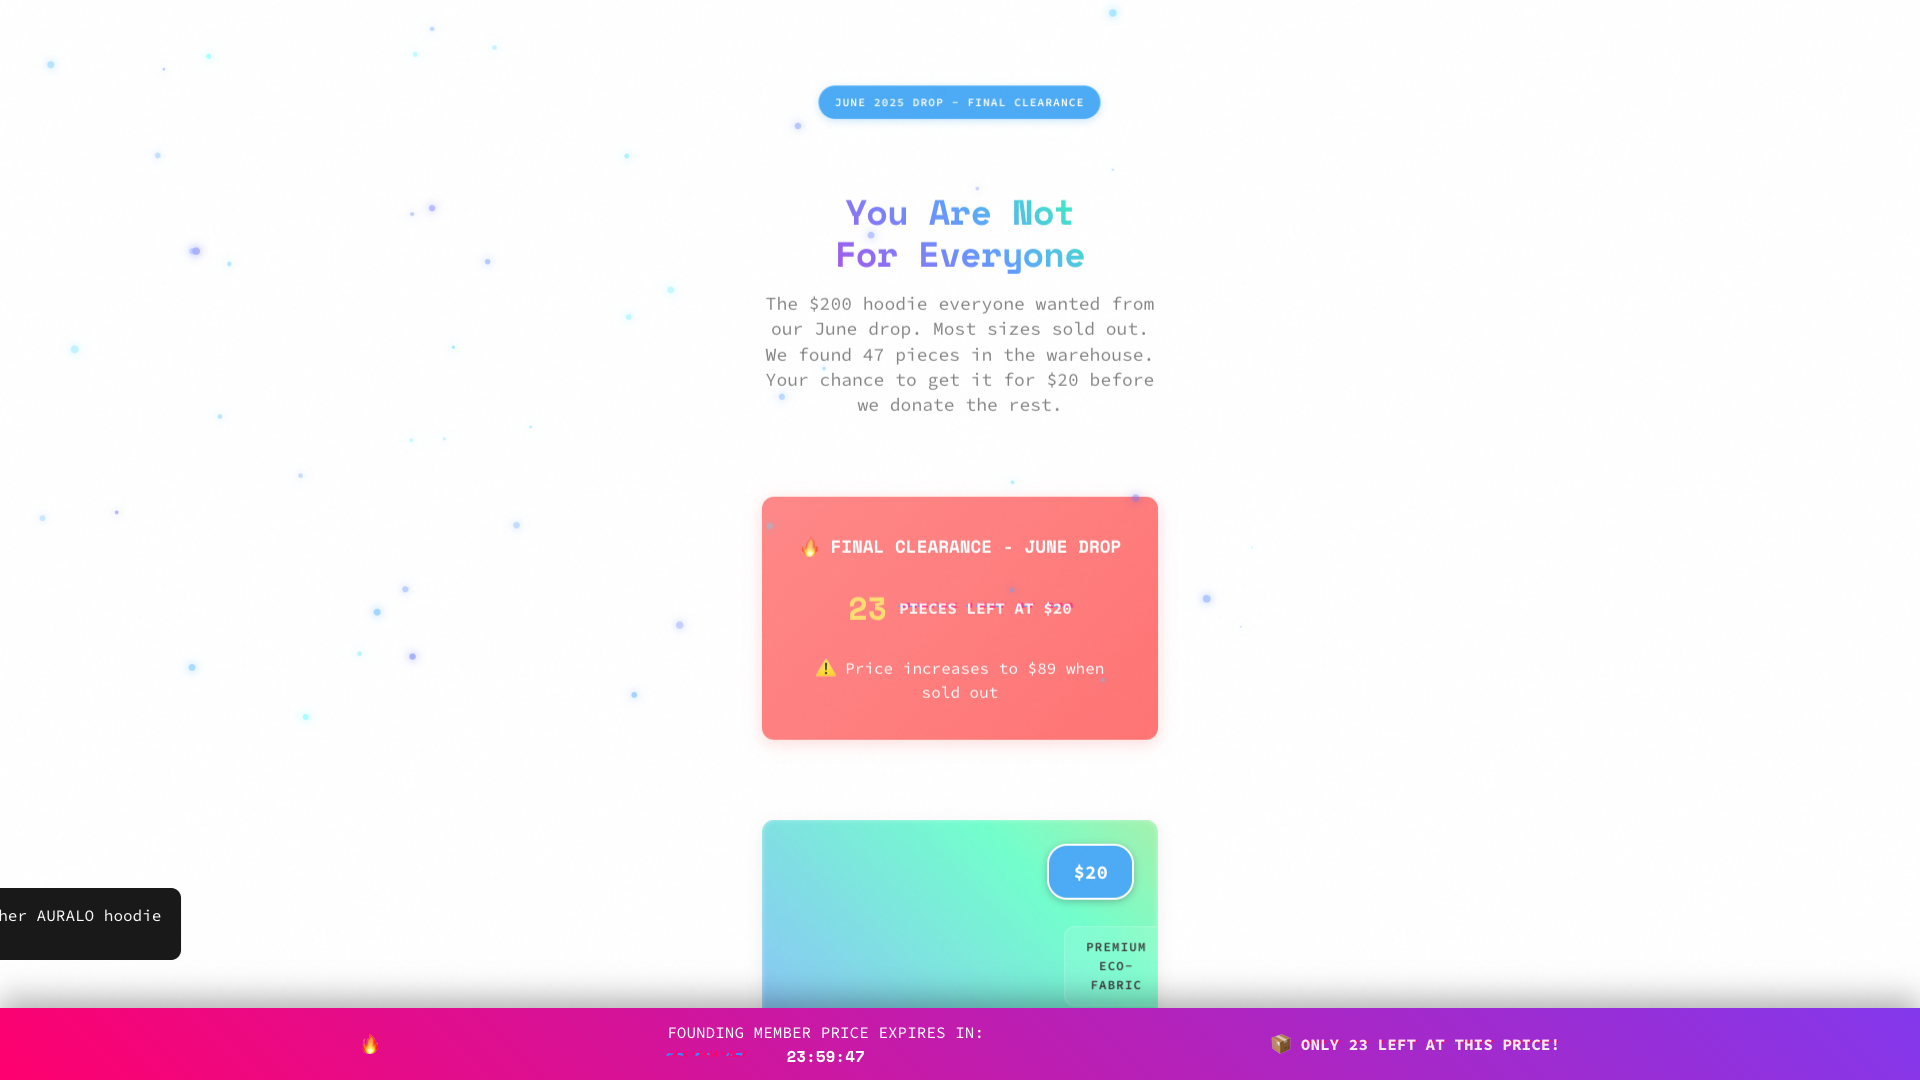 JUNE 2025 DROP - FINAL CLEARANCE
You Are Not
For Everyone
The $200 hoodie everyone wanted from
our June drop. Most sizes sold out.
We found 47 pieces in the warehouse.
Your chance to get it for $20 before
we donate the rest.
🔥 FINAL CLEARANCE - JUNE DROP
23 PIECES LEFT AT $20
⚠️ Price increases to $89 when
sold out
$20
PREMIUM
ECO-
FABRIC
her AURALO hoodie
🔥
FOUNDING MEMBER PRICE EXPIRES IN:
23:59:47
📦 ONLY 23 LEFT AT THIS PRICE!